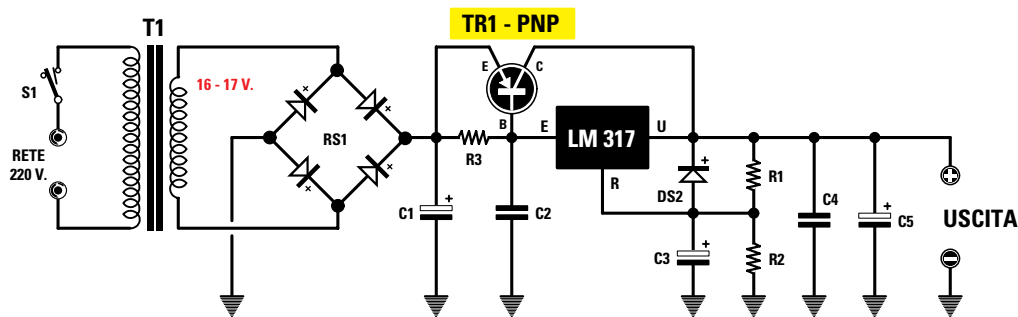 TR1 - PNP
T1
S1
RETE
220 V.
16 - 17 V.
RS1
E
C
B
R3
E
LM 317
U
R
C1
+
C2
DS2
+
R1
C3
+
R2
C4
C5
+
USCITA